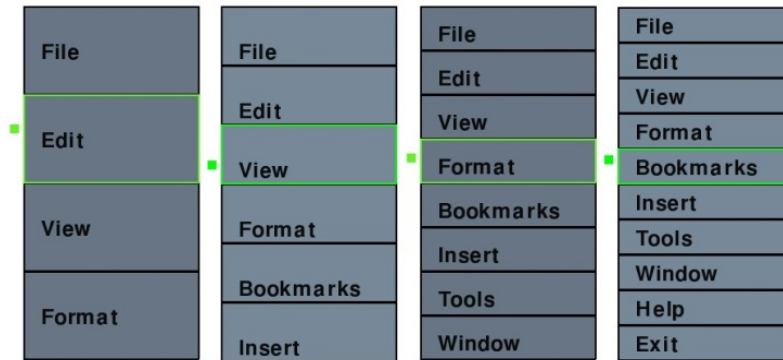 File
Edit
View
Format
File
Edit
View
Format
Bookmarks
Insert
File
Edit
View
Format
Bookmarks
Insert
Tools
Window
File
Edit
View
Format
Bookmarks
Insert
Tools
Window
Help
Exit